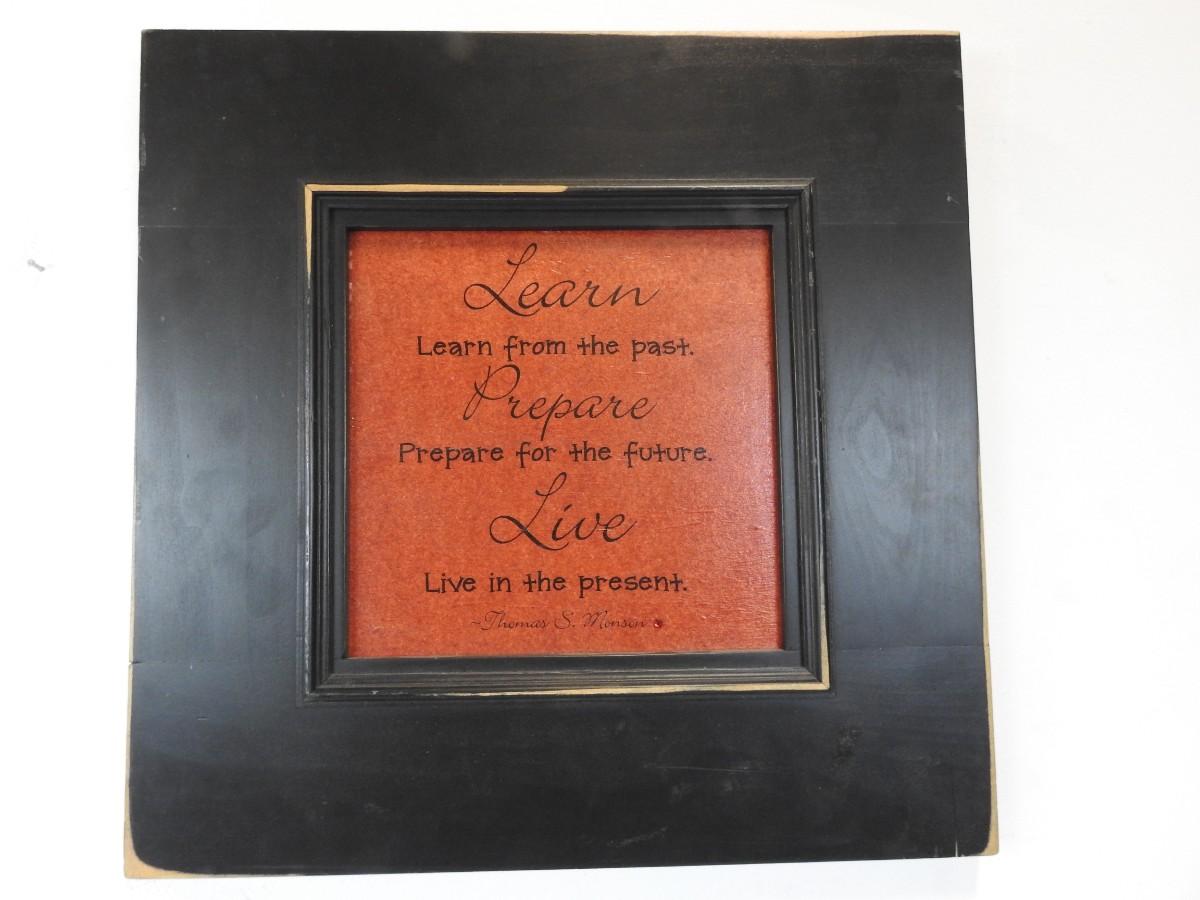 Learn
Learn from the past.
Prepare
Prepare for the future.
Live
Live in the present.
~Thomas S. Monson